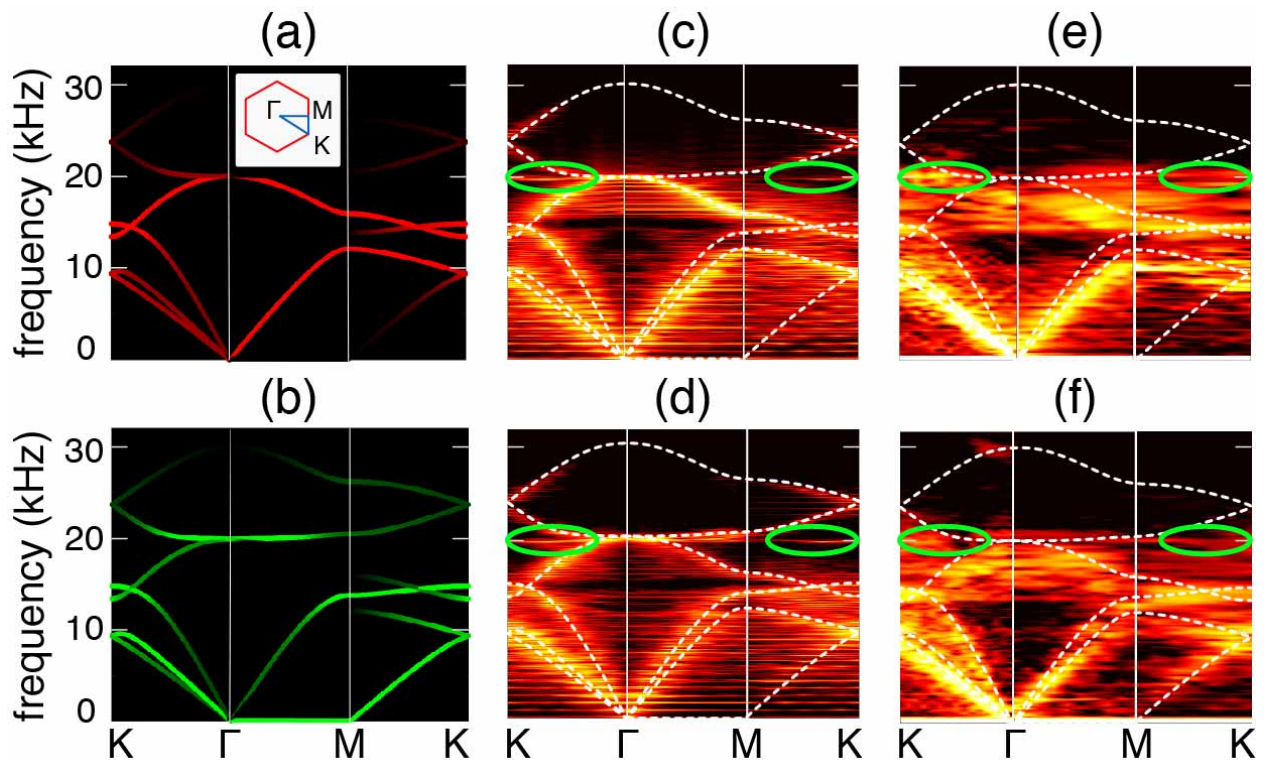 (a) (c) (e)
frequency (kHz)
30
20
10
0
Γ M
K
(b) (d) (f)
frequency (kHz)
30
20
10
0
K Γ M K K Γ M K K Γ M K